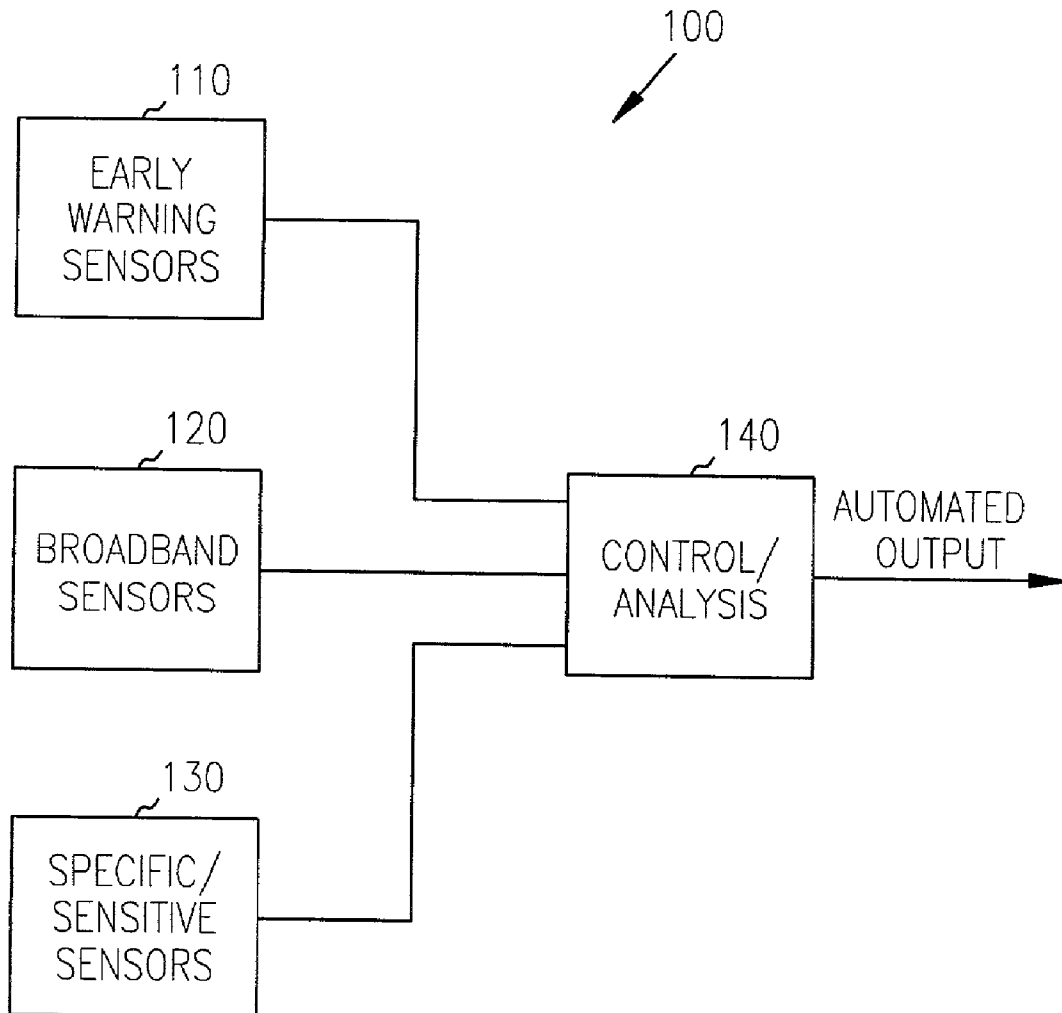 100
110
EARLY
WARNING
SENSORS
120
BROADBAND
SENSORS
130
SPECIFIC/
SENSITIVE
SENSORS
140
CONTROL/
ANALYSIS
AUTOMATED
OUTPUT